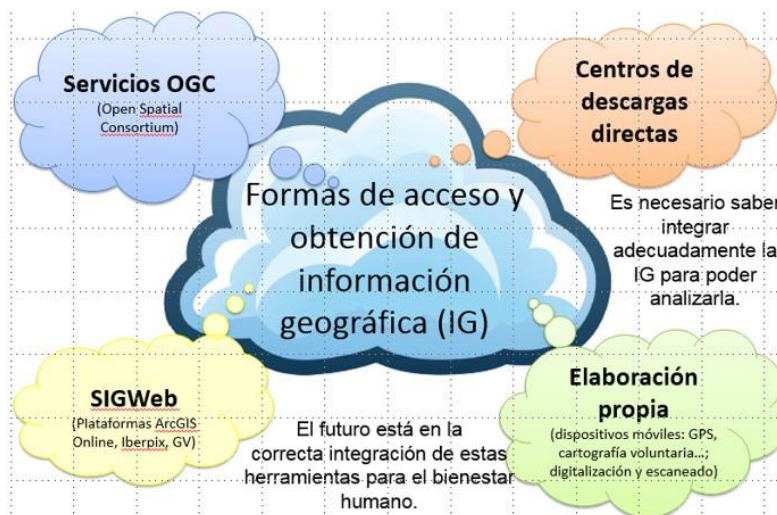 Servicios OGC
(Open Spatial
Consortium)
Centros de
descargas
directas
Formas de acceso y
obtención de
información
geográfica (IG)
Es necesario saber
integrar
adecuadamente la
IG para poder
analizarla.
SIGWeb
(Plataformas ArcGIS
Online, Iberpix, GV)
El futuro está en la
correcta integración de estas
herramientas para el bienestar
humano.
Elaboración
propia
(dispositivos móviles: GPS,
cartografía voluntaria...;
digitalización y escaneado)